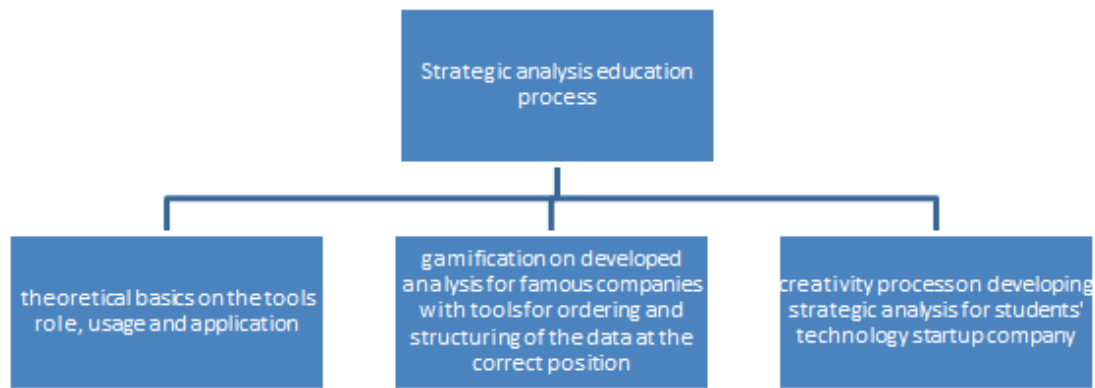 Strategic analysis education
process
theoretical basics on the tools
role, usage and application
gamification on developed
analysis for famous companies
with tools for ordering and
structuring of the data at the
correct position
creativity process on developing
strategic analysis for students'
technology startup company